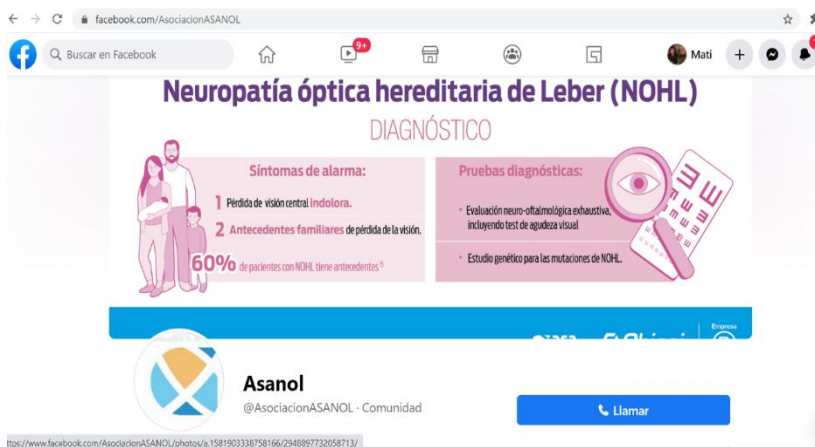 facebook.com/AsociacionASANOL
Buscar en Facebook
9+
Mati
Neuropatía óptica hereditaria de Leber (NOHL)
DIAGNÓSTICO
Síntomas de alarma:
1 Pérdida de visión central indolora.
2 Antecedentes familiares de pérdida de la visión.
60% de pacientes con NOHL tiene antecedentes
Pruebas diagnósticas:
• Evaluación neuro-oftalmológica exhaustiva,
incluyendo test de agudeza visual
• Estudio genético para las mutaciones de NOHL.
Empresa
Asanol
@AsociacionASANOL · Comunidad
Llamar
ttps://www.facebook.com/AsociacionASANOL/photos/a.1581903338758166/2948897732058713/